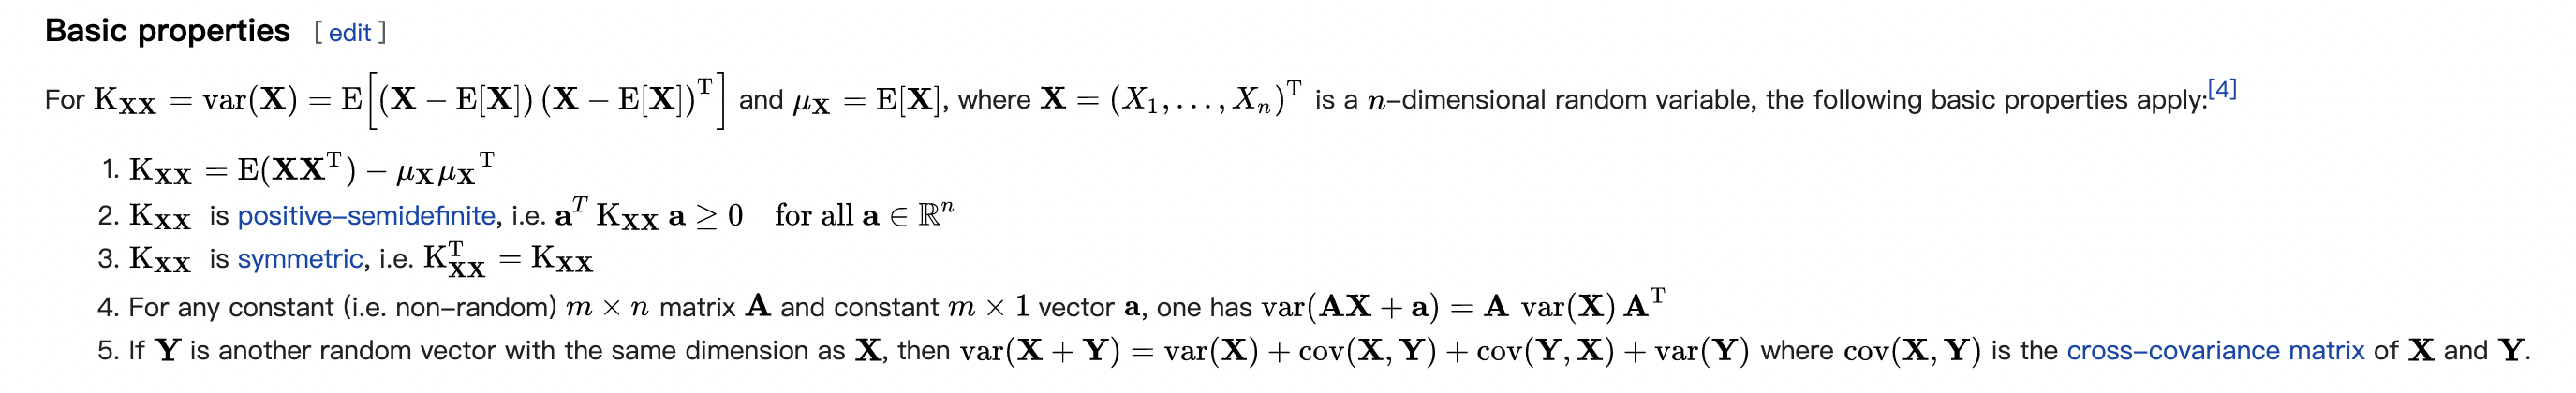 Basic properties [ edit ]
For K_XX = var(X) = E[(X − E[X]) (X − E[X])^T] and μ_X = E[X], where X = (X_1, …, X_n)^T is a n-dimensional random variable, the following basic properties apply:[4]
1. K_XX = E(XX^T) − μ_X μ_X^T
2. K_XX is positive-semidefinite, i.e. a^T K_XX a ≥ 0 for all a ∈ ℝ^n
3. K_XX is symmetric, i.e. K_XX^T = K_XX
4. For any constant (i.e. non-random) m × n matrix A and constant m × 1 vector a, one has var(AX + a) = A var(X) A^T
5. If Y is another random vector with the same dimension as X, then var(X + Y) = var(X) + cov(X, Y) + cov(Y, X) + var(Y) where cov(X, Y) is the cross-covariance matrix of X and Y.